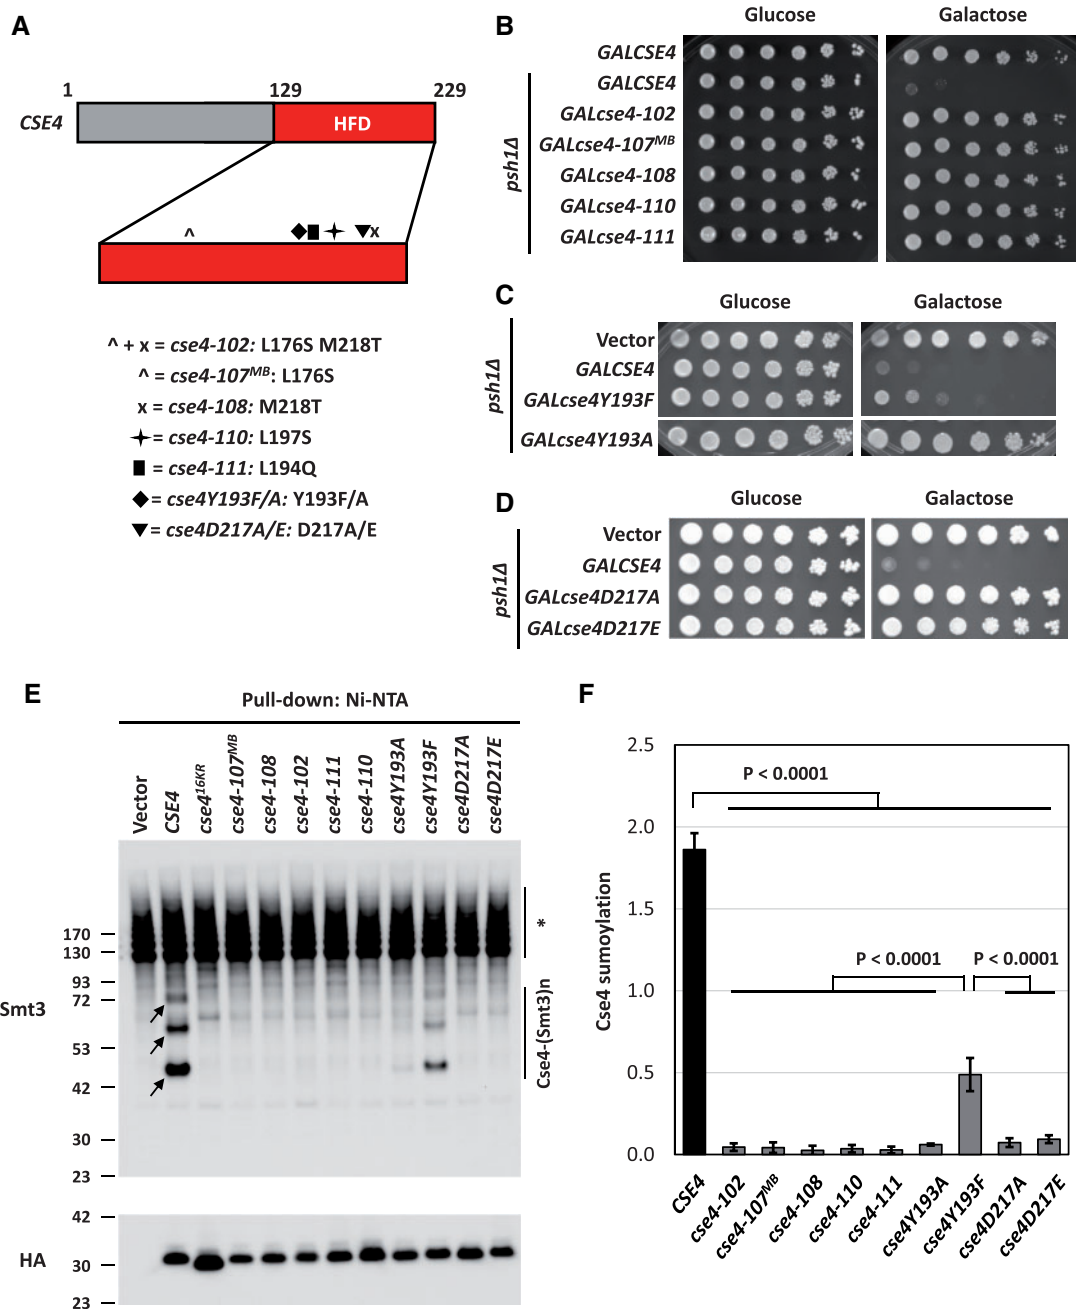 A
1
129
229
CSE4
HFD
^
x
^ + x = cse4-102: L176S M218T
^ = cse4-107MB: L176S
x = cse4-108: M218T
= cse4-110: L197S
= cse4-111: L194Q
= cse4Y193F/A: Y193F/A
= cse4D217A/E: D217A/E
B
Glucose
Galactose
GALCSE4
psh1Δ
GALCSE4
GALcse4-102
GALcse4-107MB
GALcse4-108
GALcse4-110
GALcse4-111
C
Glucose
Galactose
psh1Δ
Vector
GALCSE4
GALcse4Y193F
GALcse4Y193A
D
Glucose
Galactose
psh1Δ
Vector
GALCSE4
GALcse4D217A
GALcse4D217E
E
Pull-down: Ni-NTA
Vector
CSE4
cse416KR
cse4-107MB
cse4-108
cse4-102
cse4-111
cse4-110
cse4Y193A
cse4Y193F
cse4D217A
cse4D217E
Smt3
170
130
93
72
53
42
30
23
*
Cse4-(Smt3)n
HA
42
30
23
F
Cse4 sumoylation
2.5
2.0
1.5
1.0
0.5
0.0
P < 0.0001
P < 0.0001
P < 0.0001
CSE4
cse4-102
cse4-107MB
cse4-108
cse4-110
cse4-111
cse4Y193A
cse4Y193F
cse4D217A
cse4D217E